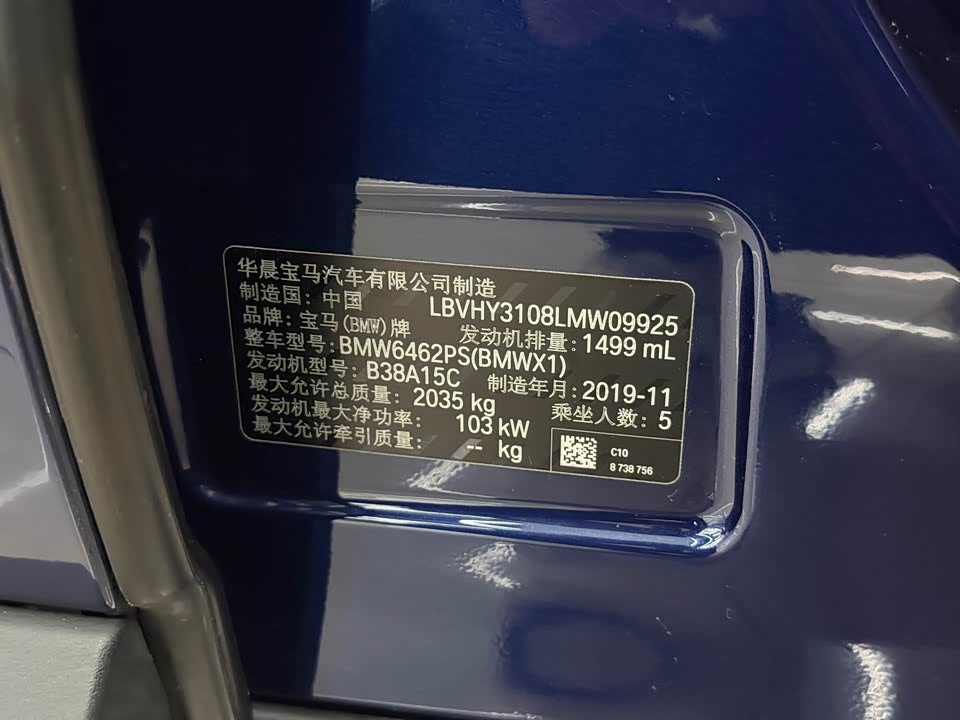 华晨宝马汽车有限公司制造
制造国：中国 LBVHY3108LMW09925
品牌：宝马(BMW)牌 发动机排量：1499 mL
整车型号：BMW6462PS(BMWX1)
发动机型号：B38A15C 制造年月：2019-11
最大允许总质量： 2035 kg 乘坐人数：5
发动机最大净功率： 103 kW
最大允许牵引质量： -- kg
C10
8 738 756